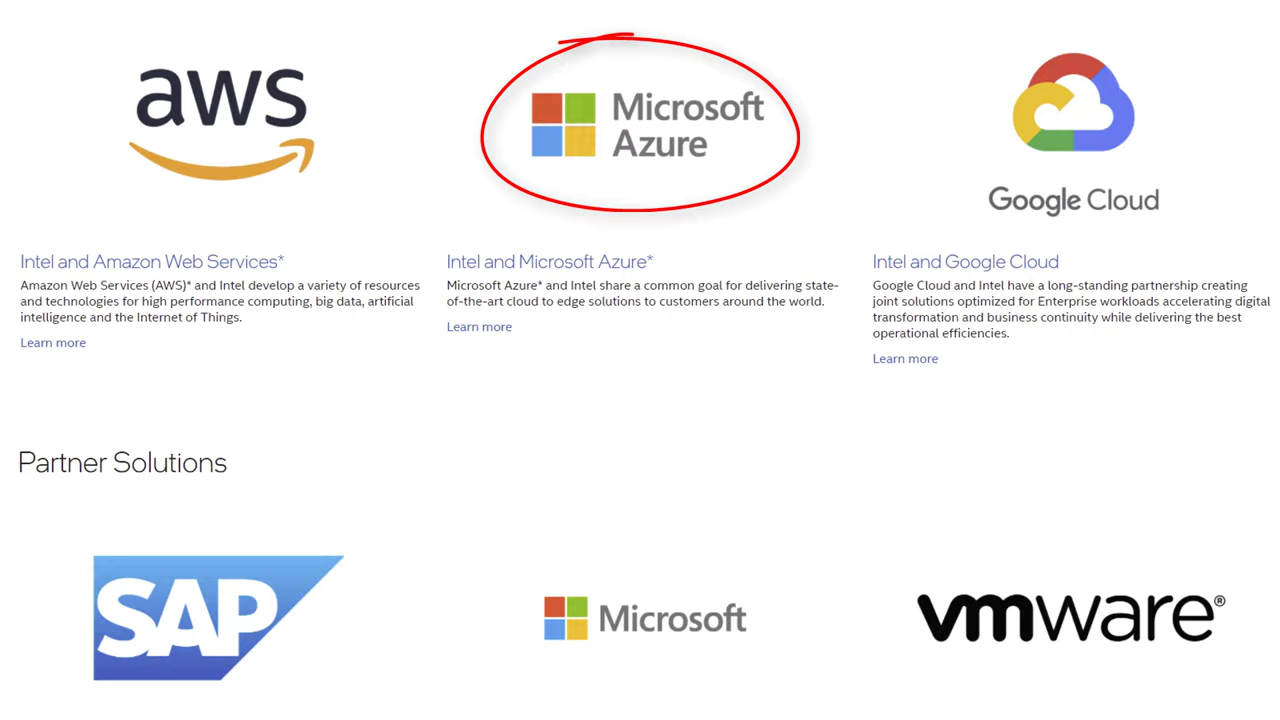 aws
Microsoft
Azure
Google Cloud
Intel and Amazon Web Services*
Amazon Web Services (AWS)* and Intel develop a variety of resources
and technologies for high performance computing, big data, artificial
intelligence and the Internet of Things.
Learn more
Intel and Microsoft Azure*
Microsoft Azure* and Intel share a common goal for delivering state-
of-the-art cloud to edge solutions to customers around the world.
Learn more
Intel and Google Cloud
Google Cloud and Intel have a long-standing partnership creating
joint solutions optimized for Enterprise workloads accelerating digital
transformation and business continuity while delivering the best
operational efficiencies.
Learn more
Partner Solutions
SAP
Microsoft
vmware®